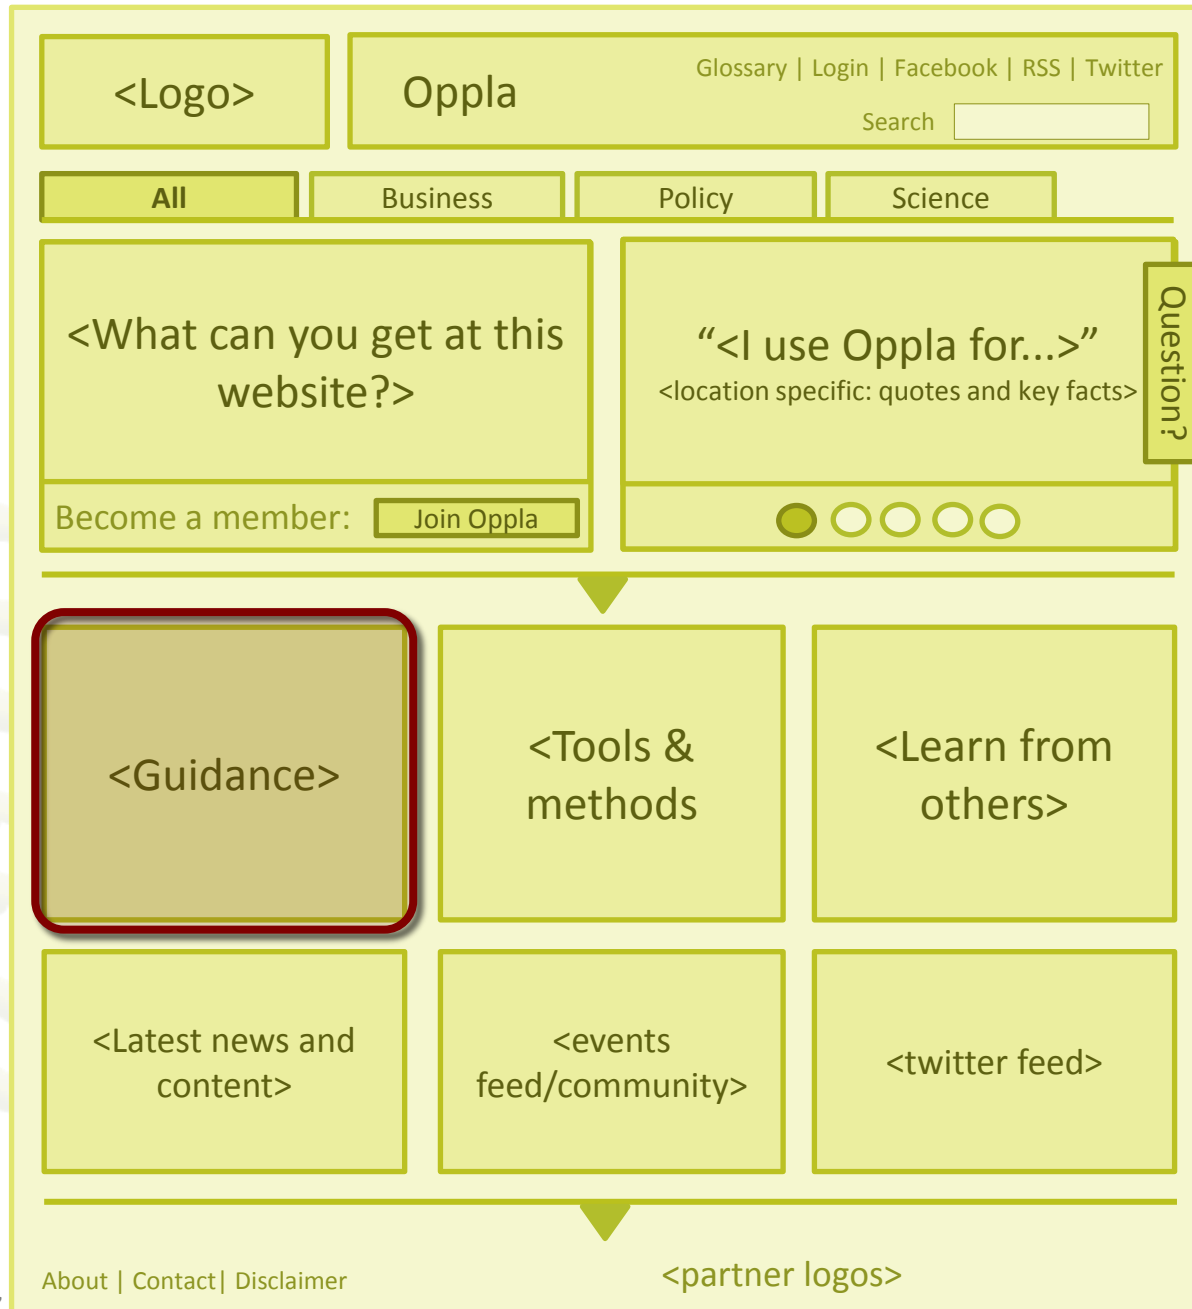 <Logo>
Oppla
Glossary | Login | Facebook | RSS | Twitter
Search
All
Business
Policy
Science
<What can you get at this
website?>
“<I use Oppla for...>”
<location specific: quotes and key facts>
Question?
Become a member:
Join Oppla
<Guidance>
<Tools &
methods
<Learn from
others>
<Latest news and
content>
<events
feed/community>
<twitter feed>
About | Contact| Disclaimer
<partner logos>